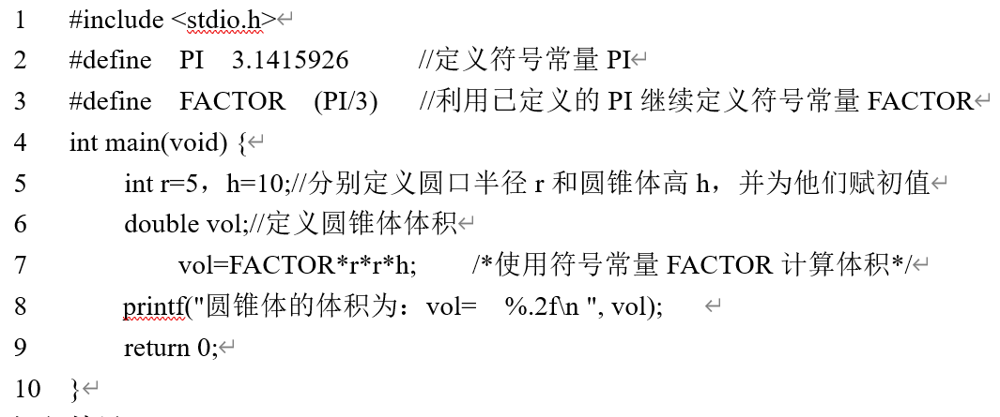 1 #include <stdio.h>↵
2 #define PI 3.1415926 //定义符号常量 PI↵
3 #define FACTOR (PI/3) //利用已定义的 PI 继续定义符号常量 FACTOR↵
4 int main(void) {↵
5 int r=5，h=10;//分别定义圆口半径 r 和圆锥体高 h，并为他们赋初值↵
6 double vol;//定义圆锥体体积↵
7 vol=FACTOR*r*r*h; /*使用符号常量 FACTOR 计算体积*/↵
8 printf("圆锥体的体积为：vol= %.2f\n ", vol); ↵
9 return 0;↵
10 }↵